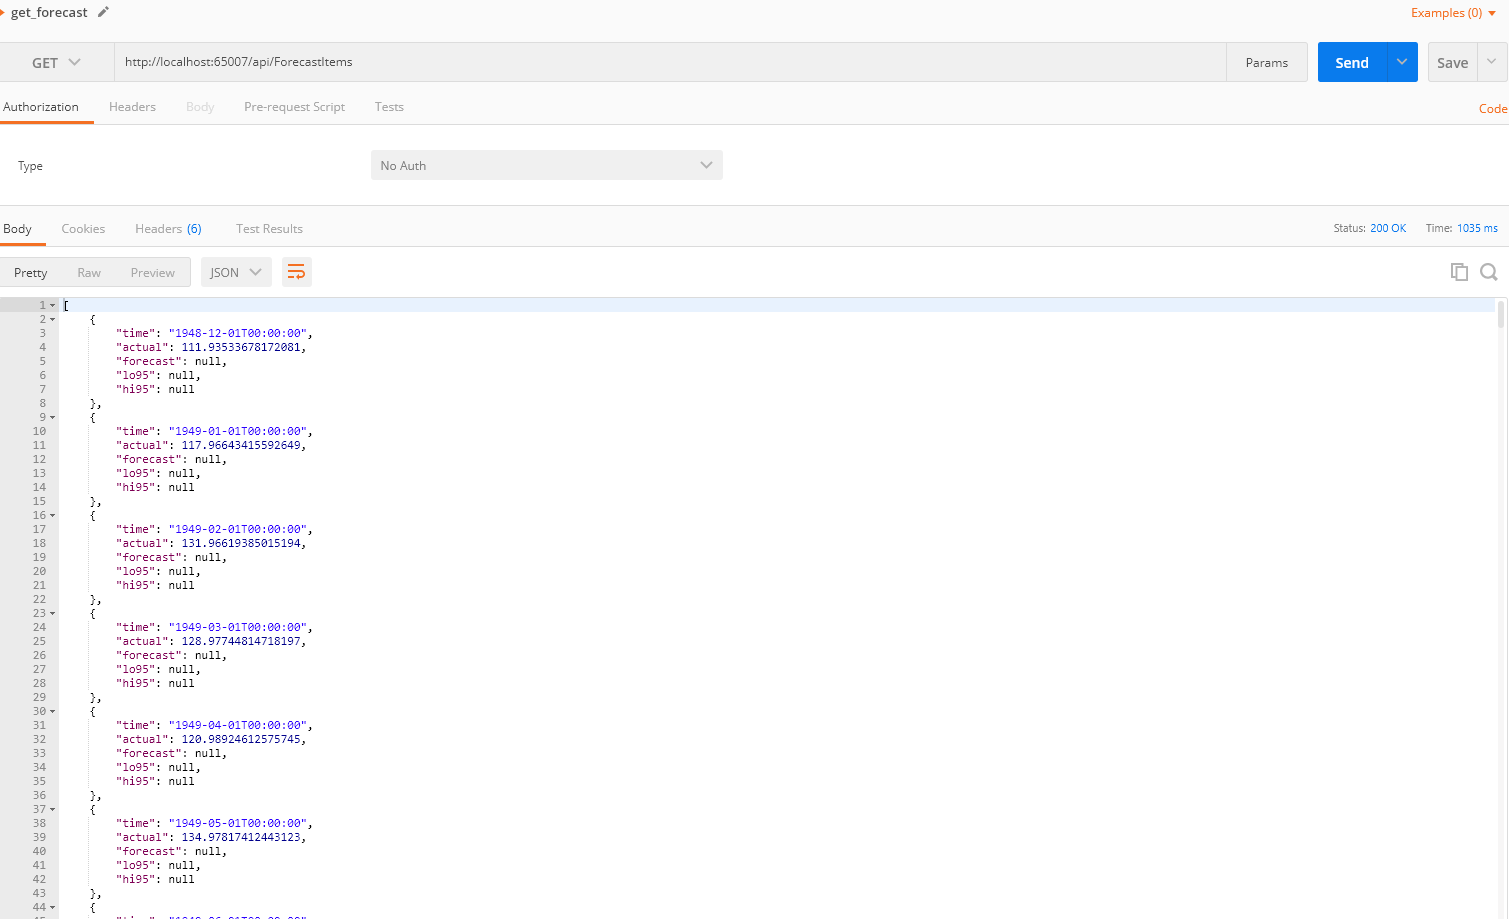 get_forecast
Examples (0)
GET http://localhost:65007/api/ForecastItems Params Send Save
Authorization Headers Body Pre-request Script Tests Code
Type No Auth
Body Cookies Headers (6) Test Results Status: 200 OK Time: 1035 ms
Pretty Raw Preview JSON
1 [
2 {
3 "time": "1948-12-01T00:00:00",
4 "actual": 111.93533678172081,
5 "forecast": null,
6 "lo95": null,
7 "hi95": null
8 },
9 {
10 "time": "1949-01-01T00:00:00",
11 "actual": 117.96643415592649,
12 "forecast": null,
13 "lo95": null,
14 "hi95": null
15 },
16 {
17 "time": "1949-02-01T00:00:00",
18 "actual": 131.96619385015194,
19 "forecast": null,
20 "lo95": null,
21 "hi95": null
22 },
23 {
24 "time": "1949-03-01T00:00:00",
25 "actual": 128.97744814718197,
26 "forecast": null,
27 "lo95": null,
28 "hi95": null
29 },
30 {
31 "time": "1949-04-01T00:00:00",
32 "actual": 120.98924612575745,
33 "forecast": null,
34 "lo95": null,
35 "hi95": null
36 },
37 {
38 "time": "1949-05-01T00:00:00",
39 "actual": 134.97817412443123,
40 "forecast": null,
41 "lo95": null,
42 "hi95": null
43 },
44 {